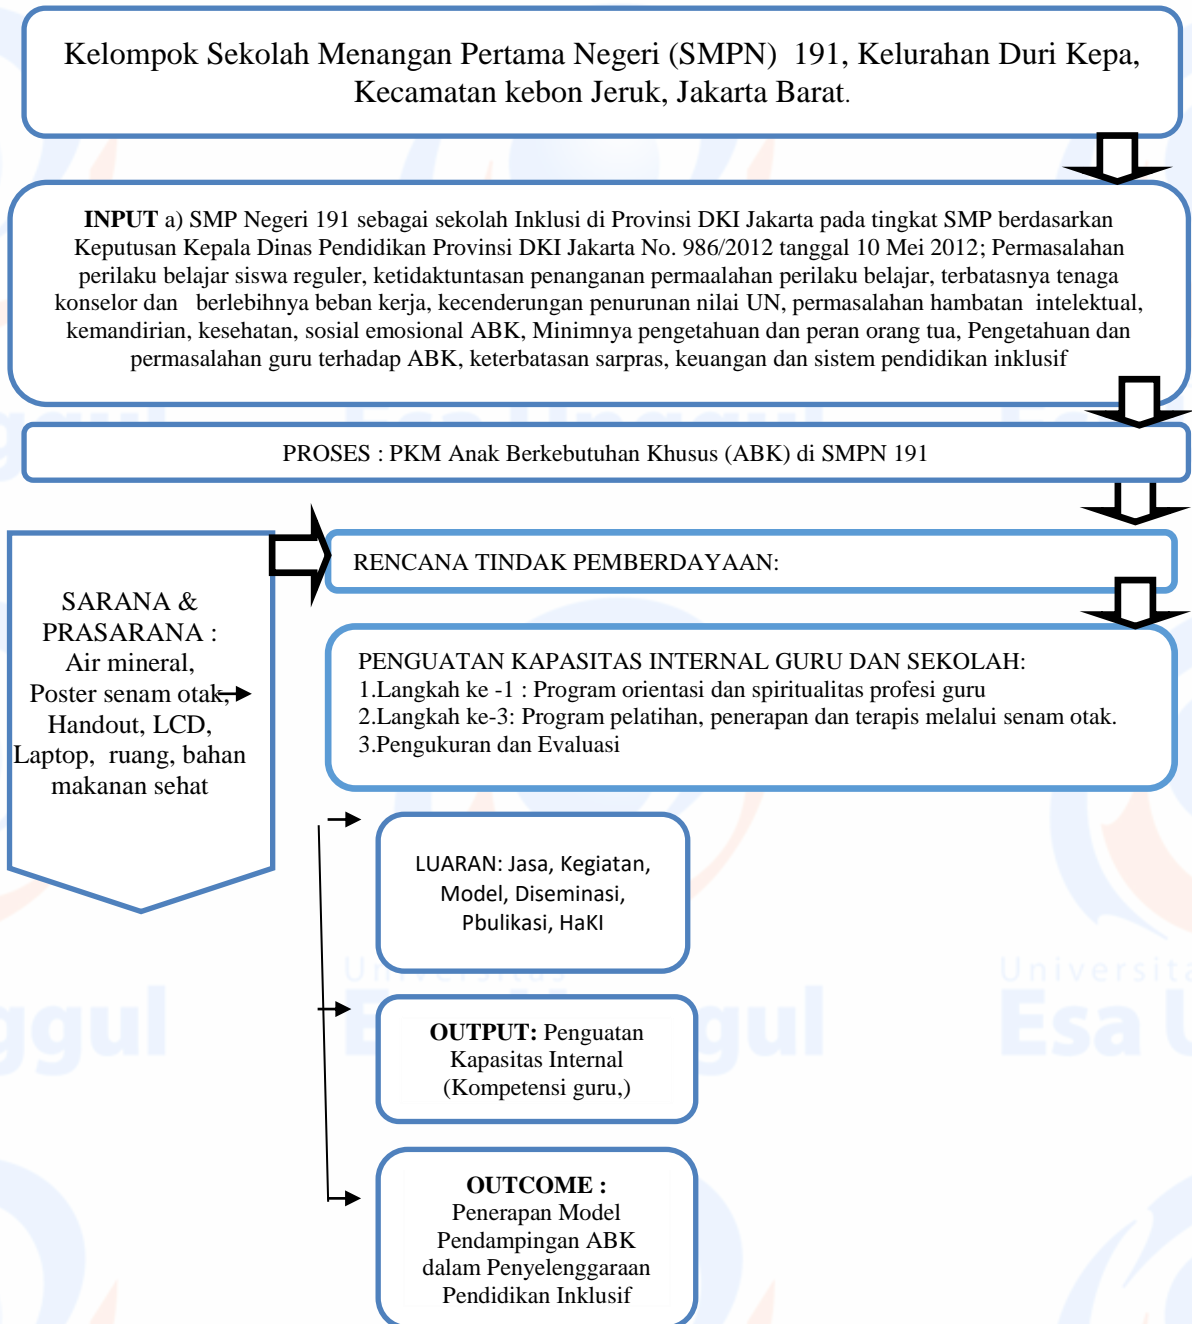 Kelompok Sekolah Menangan Pertama Negeri (SMPN) 191, Kelurahan Duri Kepa,
Kecamatan kebon Jeruk, Jakarta Barat.
INPUT a) SMP Negeri 191 sebagai sekolah Inklusi di Provinsi DKI Jakarta pada tingkat SMP berdasarkan
Keputusan Kepala Dinas Pendidikan Provinsi DKI Jakarta No. 986/2012 tanggal 10 Mei 2012; Permasalahan
perilaku belajar siswa reguler, ketidaktuntasan penanganan permaalahan perilaku belajar, terbatasnya tenaga
konselor dan berlebihnya beban kerja, kecenderungan penurunan nilai UN, permasalahan hambatan intelektual,
kemandirian, kesehatan, sosial emosional ABK, Minimnya pengetahuan dan peran orang tua, Pengetahuan dan
permasalahan guru terhadap ABK, keterbatasan sarpras, keuangan dan sistem pendidikan inklusif
PROSES : PKM Anak Berkebutuhan Khusus (ABK) di SMPN 191
SARANA &
PRASARANA :
Air mineral,
Poster senam otak,
Handout, LCD,
Laptop, ruang, bahan
makanan sehat
RENCANA TINDAK PEMBERDAYAAN:
PENGUATAN KAPASITAS INTERNAL GURU DAN SEKOLAH:
1.Langkah ke -1 : Program orientasi dan spiritualitas profesi guru
2.Langkah ke-3: Program pelatihan, penerapan dan terapis melalui senam otak.
3.Pengukuran dan Evaluasi
LUARAN: Jasa, Kegiatan,
Model, Diseminasi,
Pbulikasi, HaKI
OUTPUT: Penguatan
Kapasitas Internal
(Kompetensi guru,)
OUTCOME :
Penerapan Model
Pendampingan ABK
dalam Penyelenggaraan
Pendidikan Inklusif
Universitas
Esa Unggul